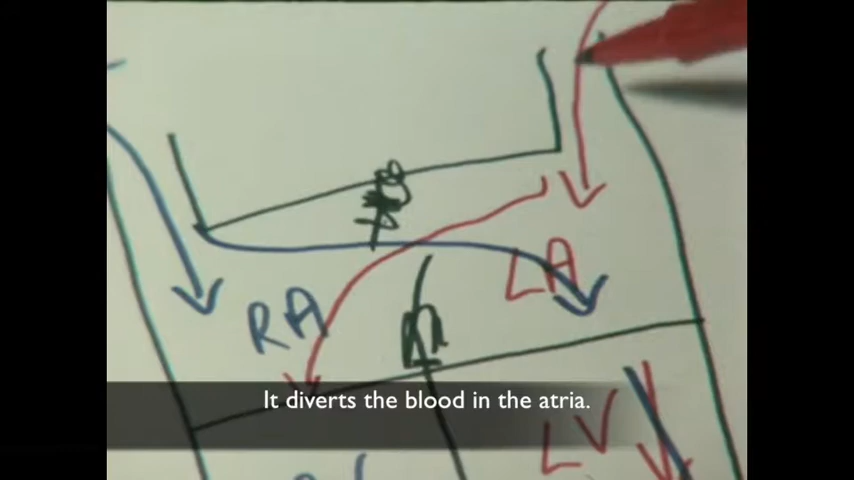 RA
LA
It diverts the blood in the atria.
LV